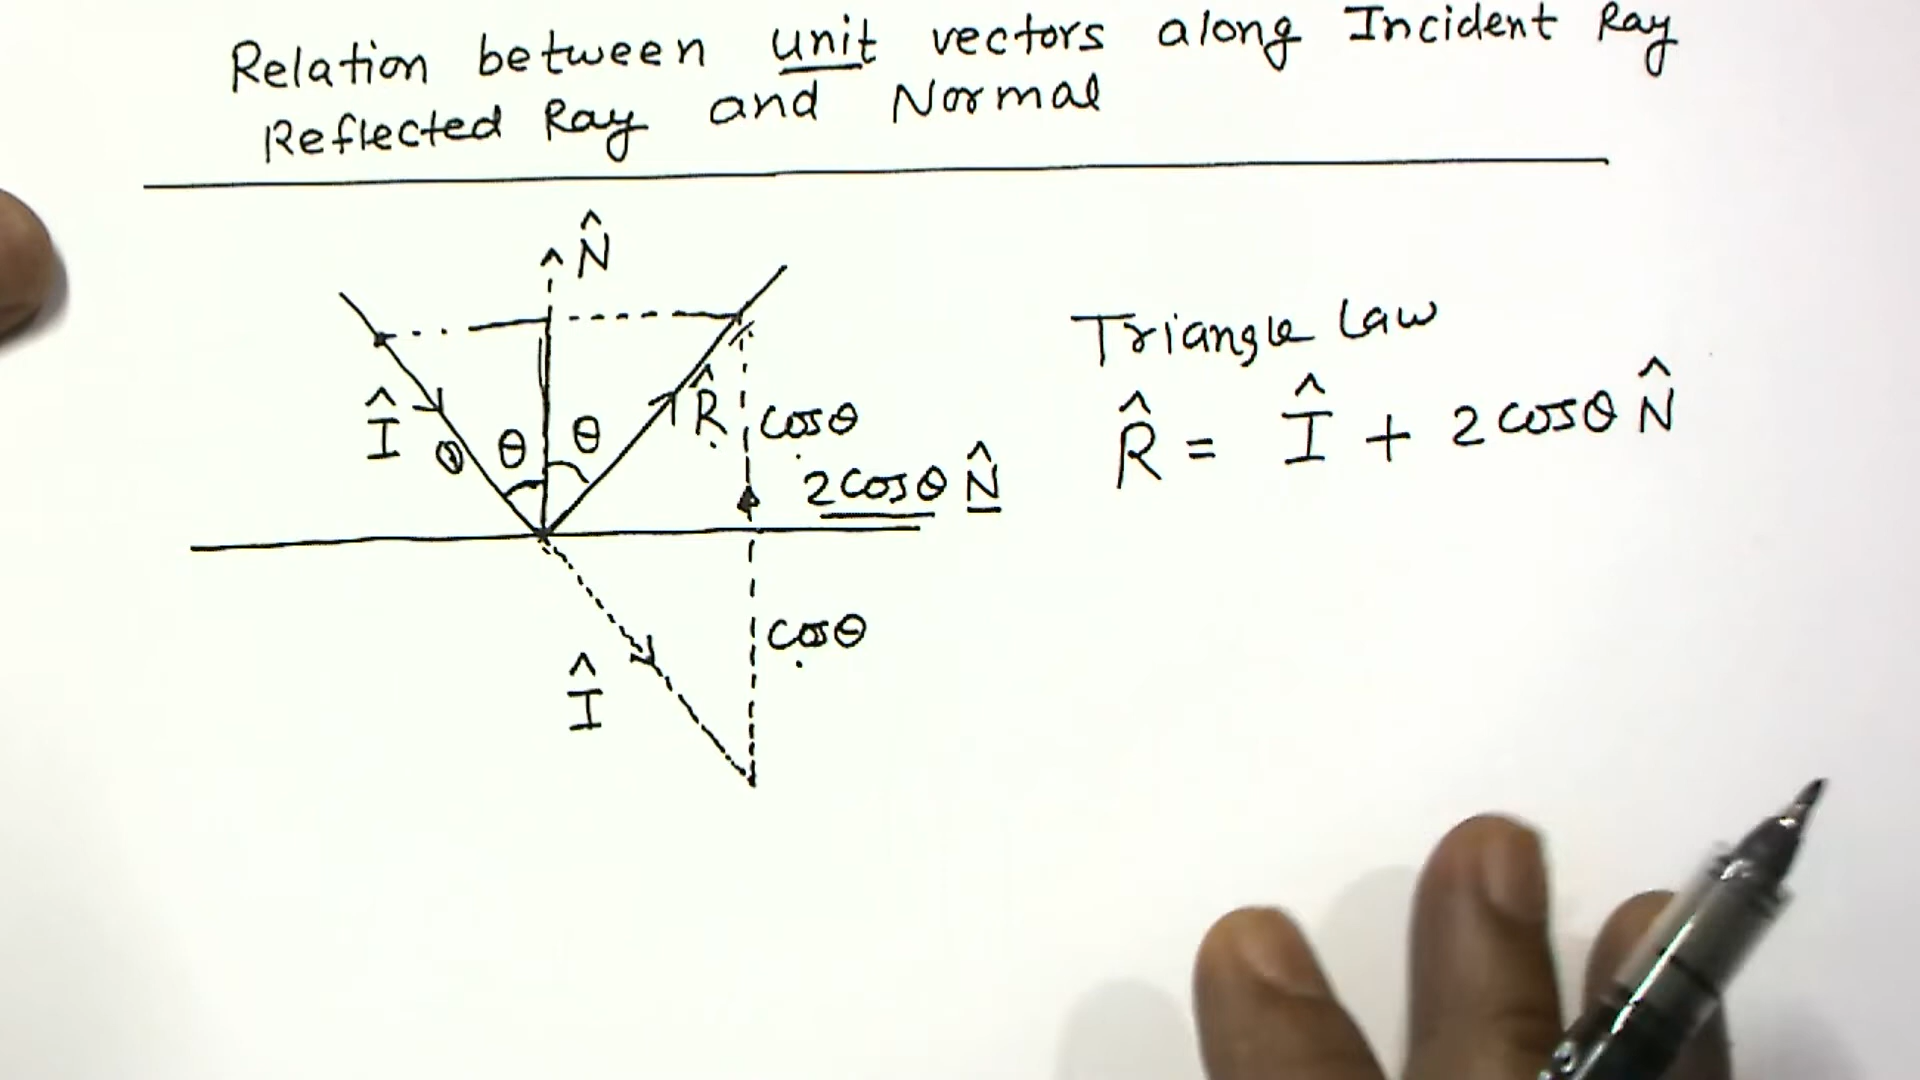 Relation between unit vectors along Incident Ray
Reflected Ray and Normal
N̂
Î
θ
θ
R̂
cosθ
2cosθ N̂
cosθ
Î
Triangle Law
R̂ = Î + 2cosθ N̂